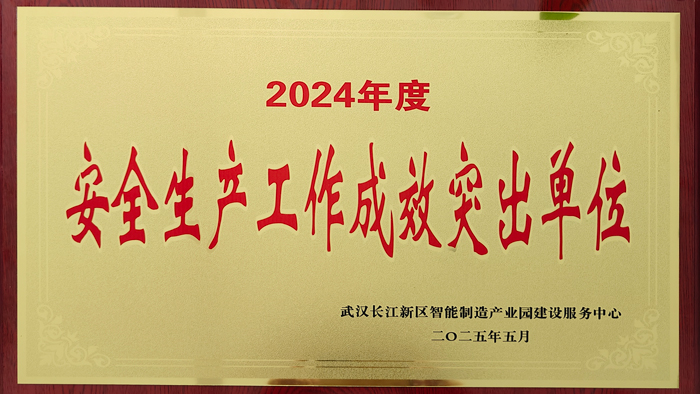 2024年度
安全生产工作成效突出单位
武汉长江新区智能制造产业园建设服务中心
二〇二五年五月